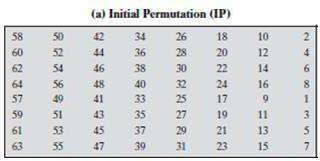 (a) Initial Permutation (IP)
58 50 42 34 26 18 10 2
60 52 44 36 28 20 12 4
62 54 46 38 30 22 14 6
64 56 48 40 32 24 16 8
57 49 41 33 25 17 9 1
59 51 43 35 27 19 11 3
61 53 45 37 29 21 13 5
63 55 47 39 31 23 15 7